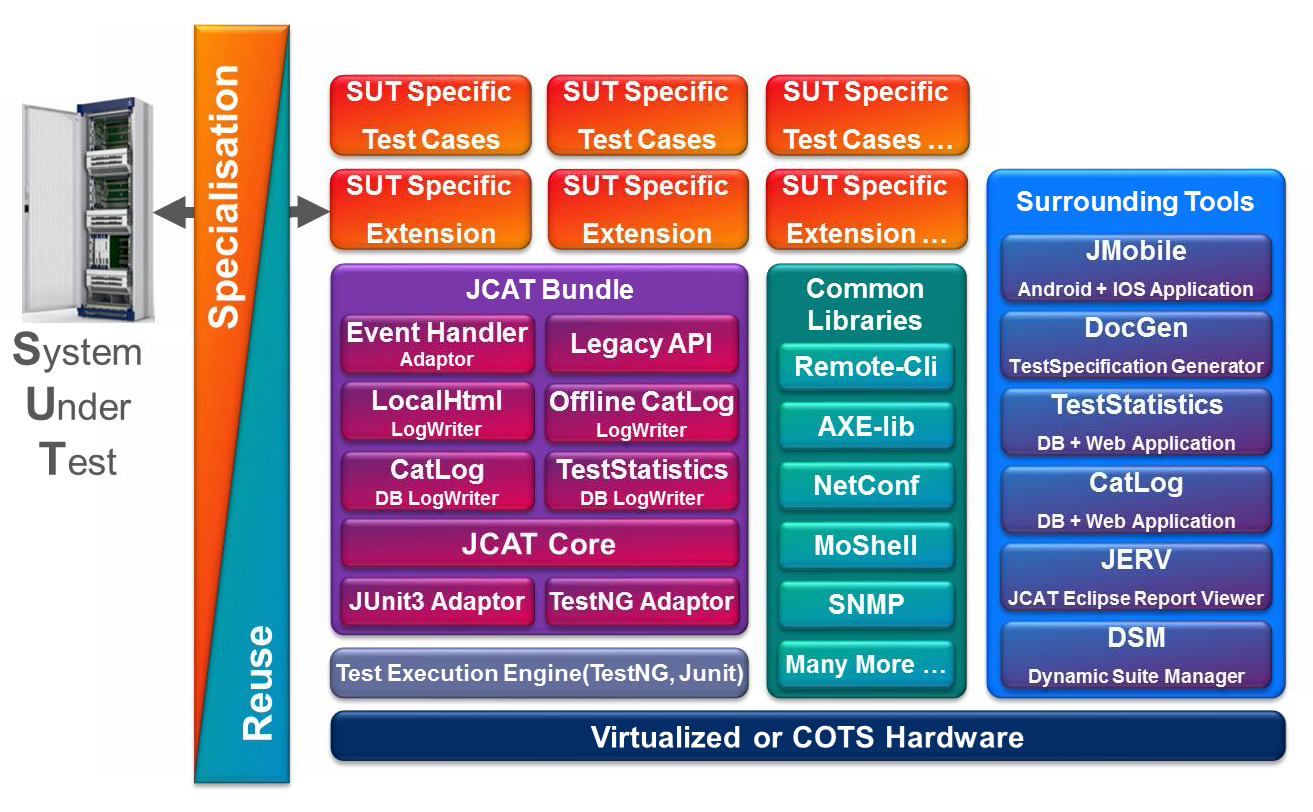 System
Under
Test
Specialisation
Reuse
SUT Specific
Test Cases
SUT Specific
Test Cases
SUT Specific
Test Cases …
SUT Specific
Extension
SUT Specific
Extension
SUT Specific
Extension …
JCAT Bundle
Event Handler
Adaptor
Legacy API
LocalHtml
LogWriter
Offline CatLog
LogWriter
CatLog
DB LogWriter
TestStatistics
DB LogWriter
JCAT Core
JUnit3 Adaptor
TestNG Adaptor
Test Execution Engine(TestNG, Junit)
Common
Libraries
Remote-Cli
AXE-lib
NetConf
MoShell
SNMP
Many More …
Surrounding Tools
JMobile
Android + IOS Application
DocGen
TestSpecification Generator
TestStatistics
DB + Web Application
CatLog
DB + Web Application
JERV
JCAT Eclipse Report Viewer
DSM
Dynamic Suite Manager
Virtualized or COTS Hardware